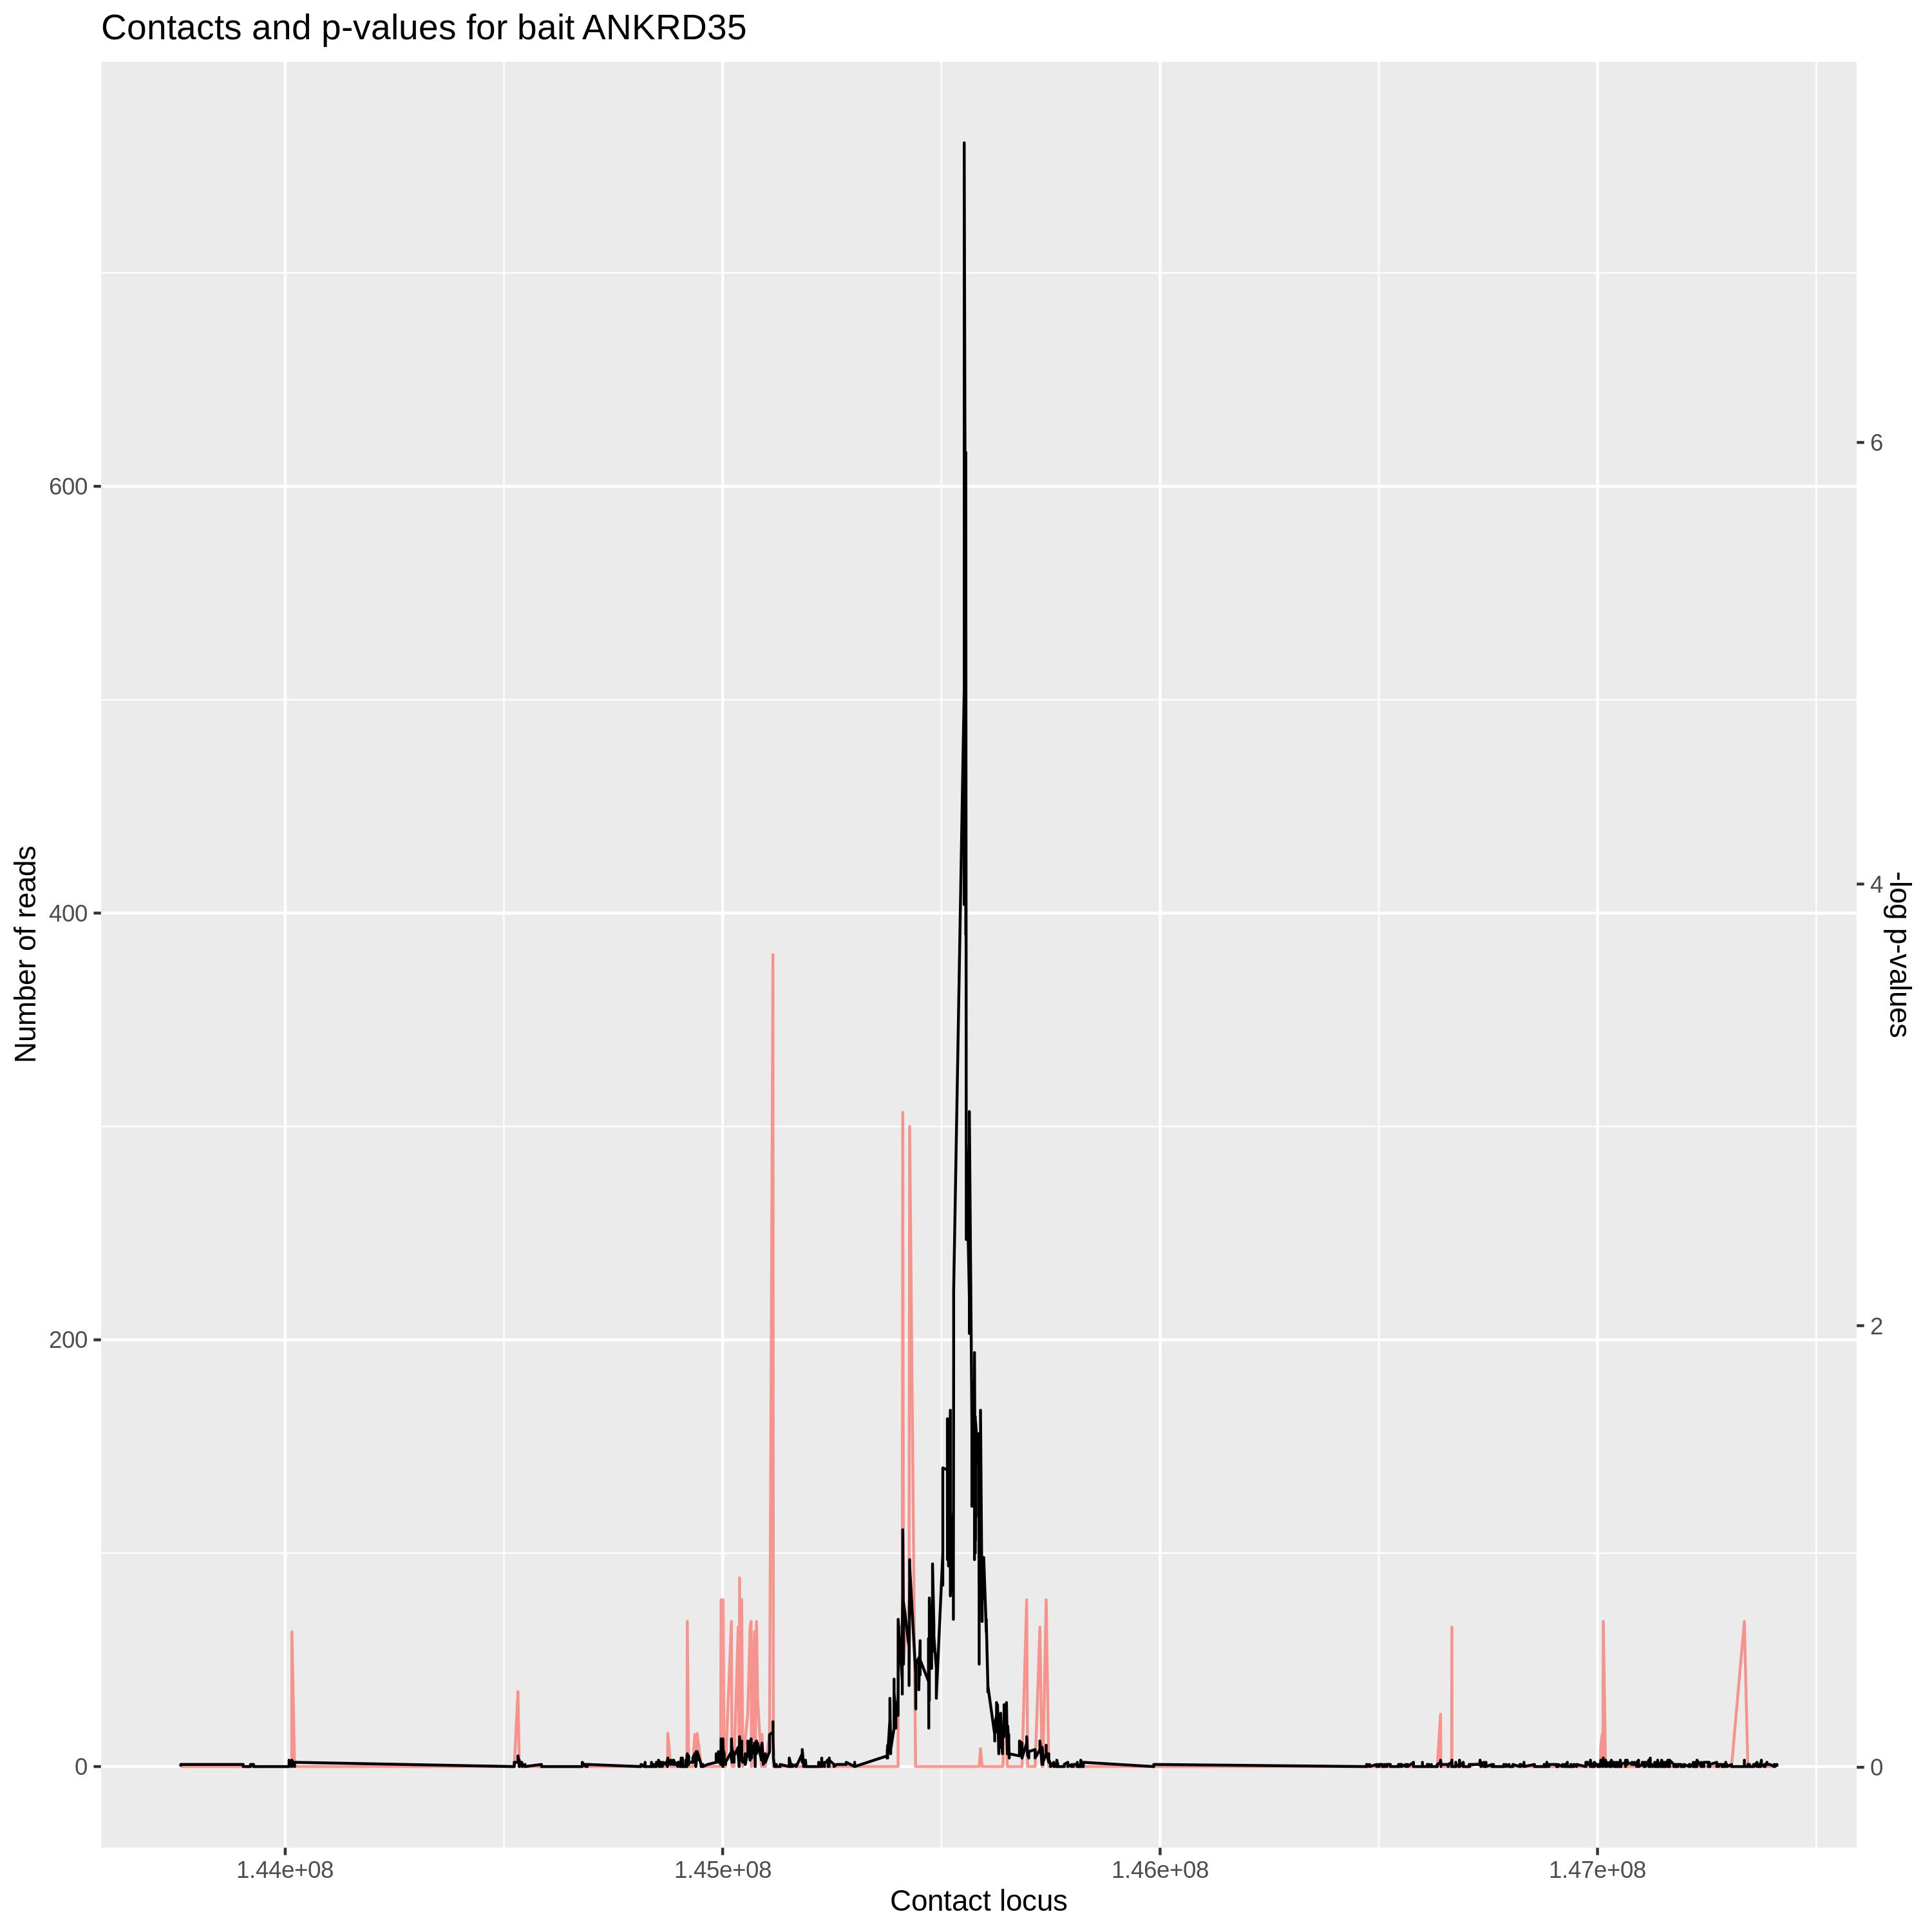 Contacts and p-values for bait ANKRD35
Number of reads
600
400
200
0
6
4
2
0
-log p-values
1.44e+08
1.45e+08
1.46e+08
1.47e+08
Contact locus